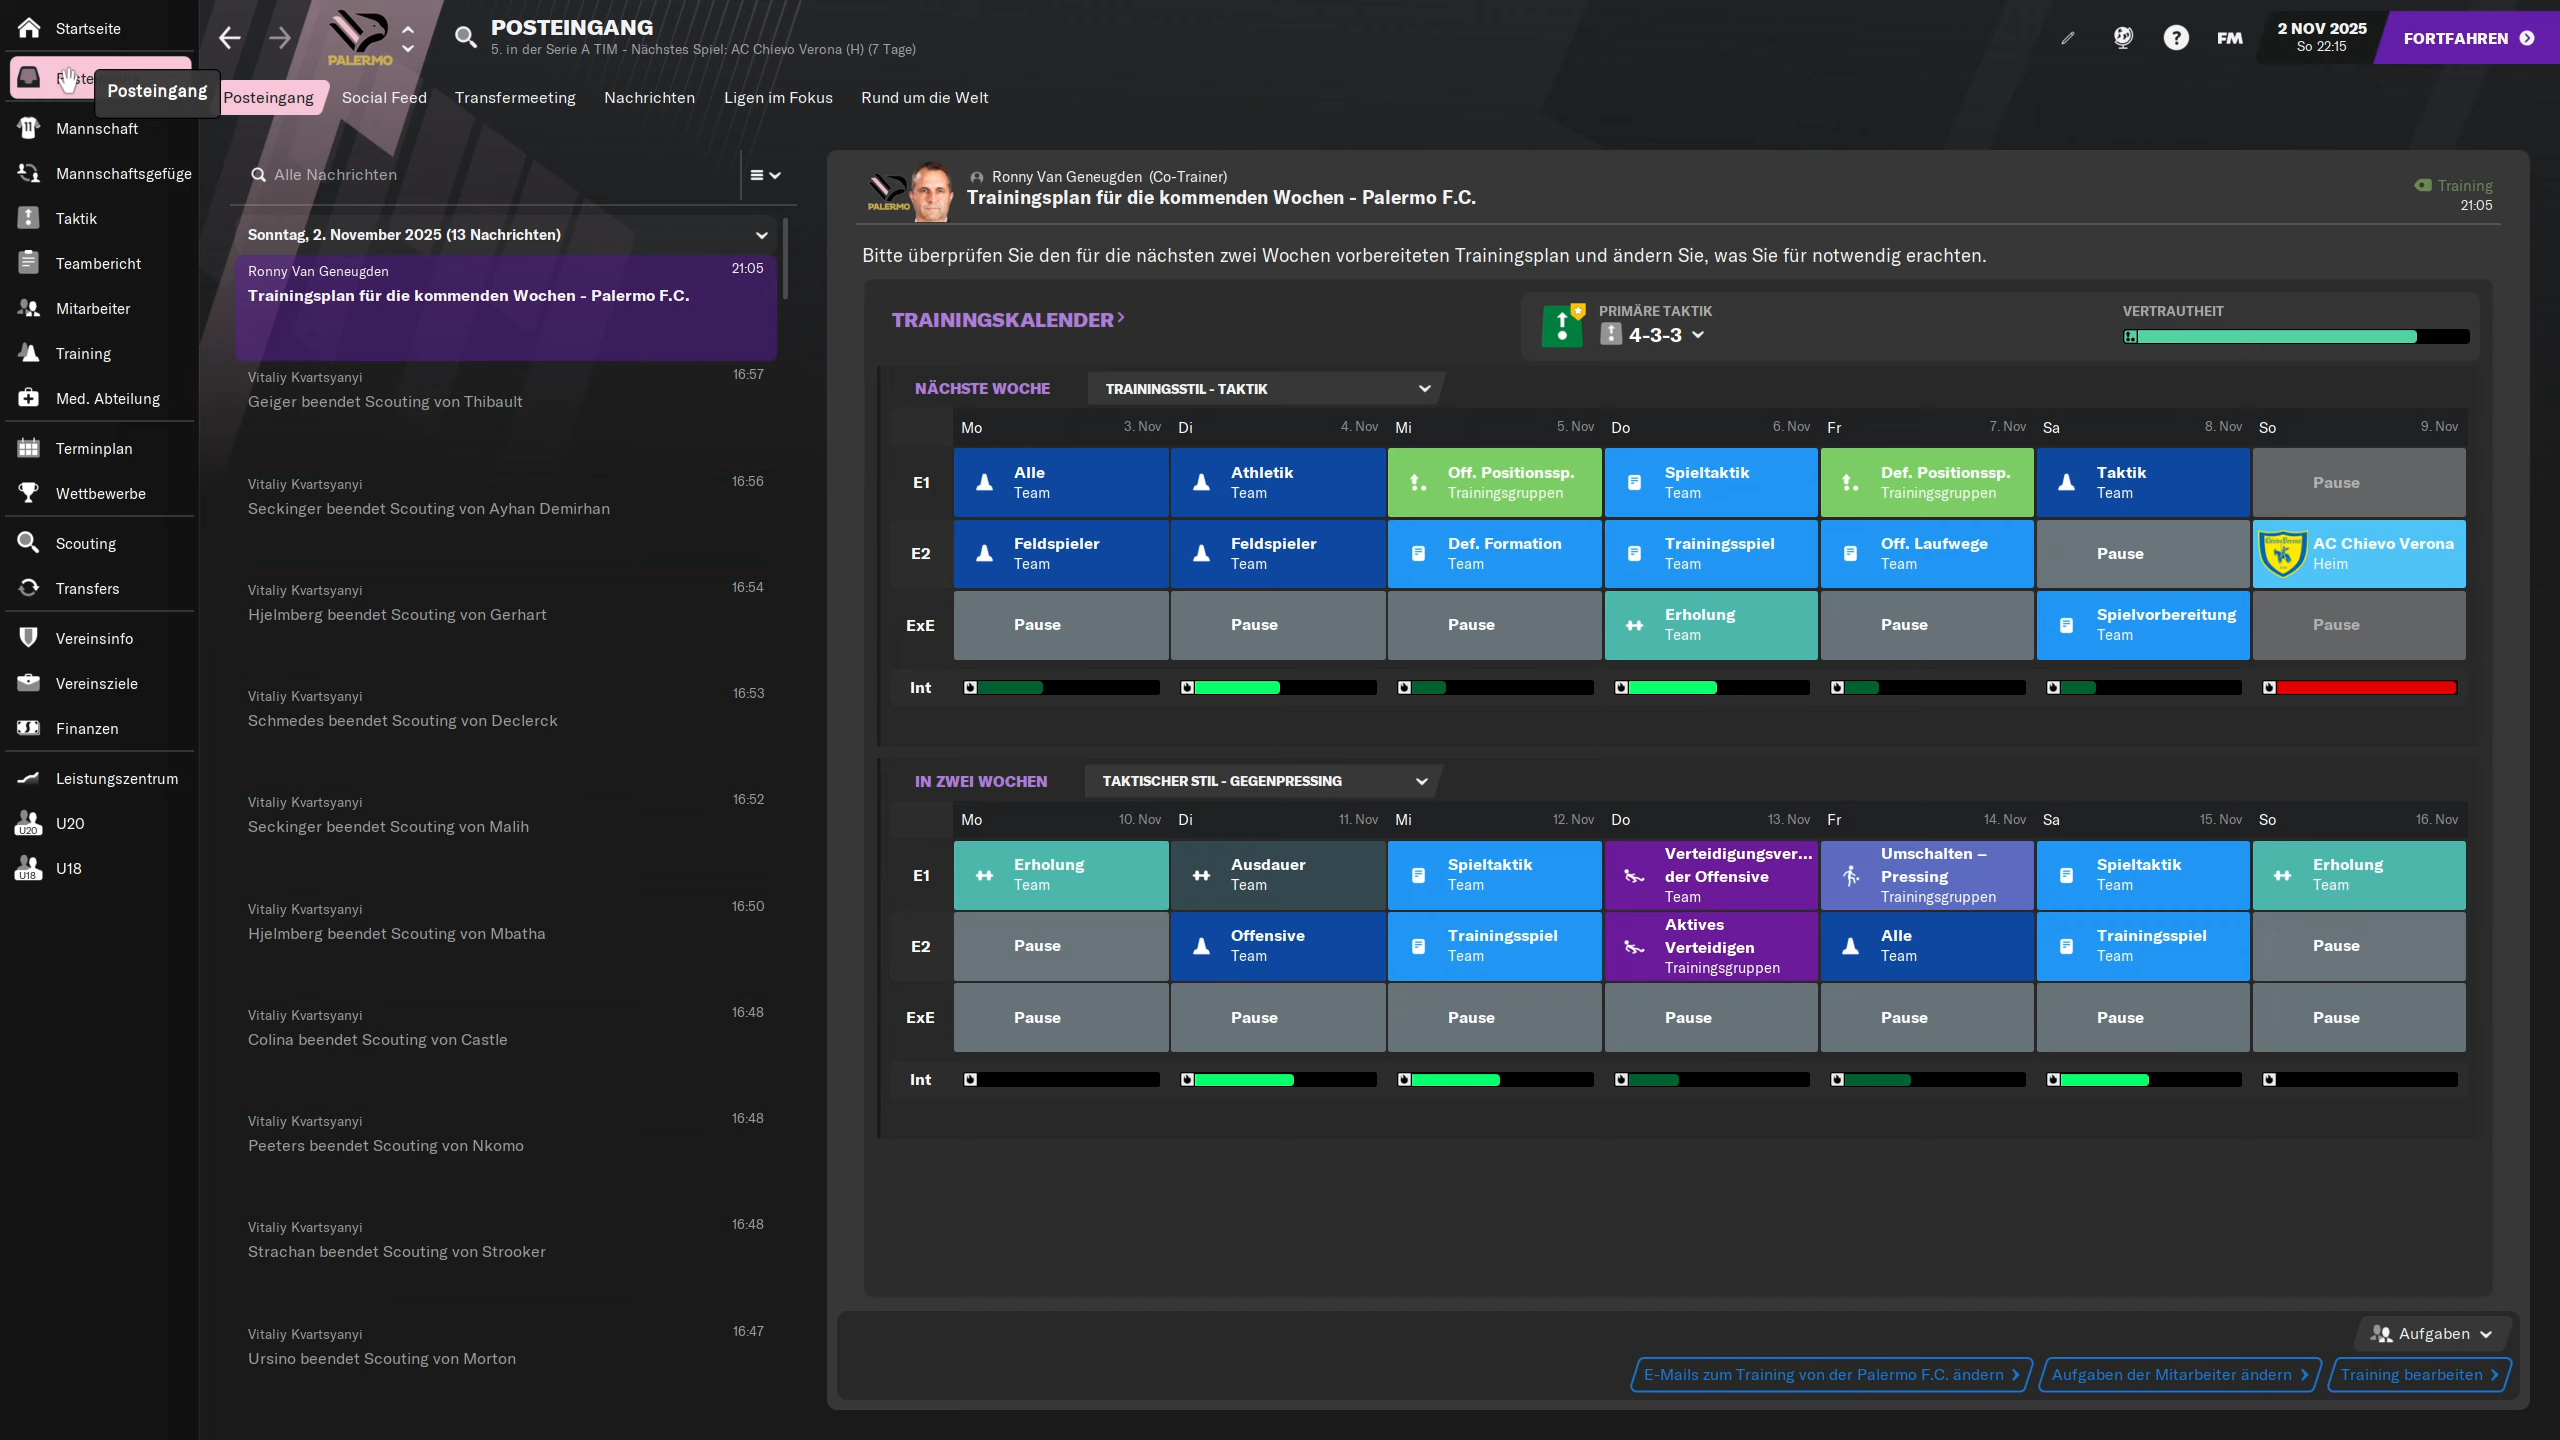 Startseite
Posteingang
Mannschaft
Mannschaftsgefüge
Taktik
Teambericht
Mitarbeiter
Training
Med. Abteilung
Terminplan
Wettbewerbe
Scouting
Transfers
Vereinsinfo
Vereinsziele
Finanzen
Leistungszentrum
U20 U20
U18 U18
PALERMO
POSTEINGANG
5. in der Serie A TIM - Nächstes Spiel: AC Chievo Verona (H) (7 Tage)
FM
2 NOV 2025
So 22:15
FORTFAHREN
Posteingang Social Feed Transfermeeting Nachrichten Ligen im Fokus Rund um die Welt
Alle Nachrichten
Sonntag, 2. November 2025 (13 Nachrichten)
Ronny Van Geneugden 21:05
Trainingsplan für die kommenden Wochen - Palermo F.C.
Vitaliy Kvartsyanyi 16:57
Geiger beendet Scouting von Thibault
Vitaliy Kvartsyanyi 16:56
Seckinger beendet Scouting von Ayhan Demirhan
Vitaliy Kvartsyanyi 16:54
Hjelmberg beendet Scouting von Gerhart
Vitaliy Kvartsyanyi 16:53
Schmedes beendet Scouting von Declerck
Vitaliy Kvartsyanyi 16:52
Seckinger beendet Scouting von Malih
Vitaliy Kvartsyanyi 16:50
Hjelmberg beendet Scouting von Mbatha
Vitaliy Kvartsyanyi 16:48
Colina beendet Scouting von Castle
Vitaliy Kvartsyanyi 16:48
Peeters beendet Scouting von Nkomo
Vitaliy Kvartsyanyi 16:48
Strachan beendet Scouting von Strooker
Vitaliy Kvartsyanyi 16:47
Ursino beendet Scouting von Morton
PALERMO
Ronny Van Geneugden (Co-Trainer)
Trainingsplan für die kommenden Wochen - Palermo F.C.
Training
21:05
Bitte überprüfen Sie den für die nächsten zwei Wochen vorbereiteten Trainingsplan und ändern Sie, was Sie für notwendig erachten.
TRAININGSKALENDER
PRIMÄRE TAKTIK
4-3-3
VERTRAUTHEIT
NÄCHSTE WOCHE TRAININGSSTIL - TAKTIK
Mo 3. Nov Di 4. Nov Mi 5. Nov Do 6. Nov Fr 7. Nov Sa 8. Nov So 9. Nov
E1 Alle Athletik Off. Positionssp. Spieltaktik Def. Positionssp. Taktik Pause
Team Team Trainingsgruppen Team Trainingsgruppen Team
E2 Feldspieler Feldspieler Def. Formation Trainingsspiel Off. Laufwege Pause AC Chievo Verona
Team Team Team Team Team Heim
ExE Pause Pause Pause Erholung Pause Spielvorbereitung Pause
Team Team
Int
IN ZWEI WOCHEN TAKTISCHER STIL - GEGENPRESSING
Mo 10. Nov Di 11. Nov Mi 12. Nov Do 13. Nov Fr 14. Nov Sa 15. Nov So 16. Nov
E1 Erholung Ausdauer Spieltaktik Verteidigungsver... der Offensive Umschalten – Pressing Spieltaktik Erholung
Team Team Team Team Trainingsgruppen Team Team
E2 Pause Offensive Trainingsspiel Aktives Verteidigen Alle Trainingsspiel Pause
Team Team Trainingsgruppen Team Team
ExE Pause Pause Pause Pause Pause Pause Pause
Int
Aufgaben
E-Mails zum Training von der Palermo F.C. ändern
Aufgaben der Mitarbeiter ändern
Training bearbeiten